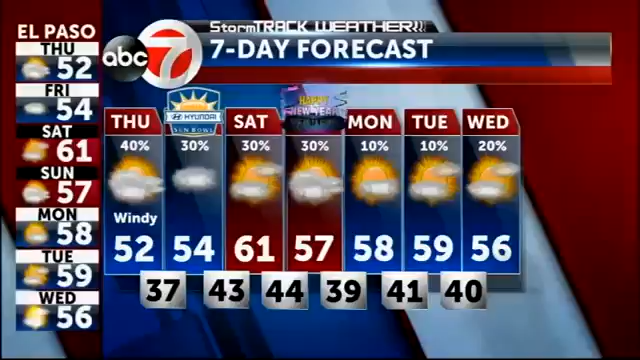 EL PASO
THU
52
FRI
54
SAT
61
SUN
57
MON
58
TUE
59
WED
56
abc 7
StormTRACK WEATHER!!!
7-DAY FORECAST
THU HYUNDAI SUN BOWL SAT HAPPY NEW YEAR MON TUE WED
40% 30% 30% 30% 10% 10% 20%
Windy
52 54 61 57 58 59 56
37 43 44 39 41 40